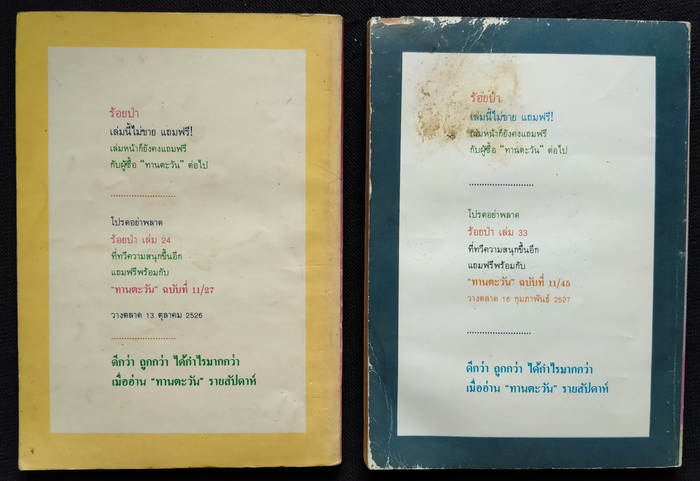 ร้อยป่า
เล่มนี้ไม่ขาย แถมฟรี!
เล่มหน้าก็ยังคงแถมฟรี
กับผู้ซื้อ "ทานตะวัน" ต่อไป
โปรดอย่าพลาด
ร้อยป่า เล่ม 24
ที่ทวีความสนุกขึ้นอีก
แถมฟรีพร้อมกับ
"ทานตะวัน" ฉบับที่ 11/27
วางตลาด 13 ตุลาคม 2526
ดีกว่า ถูกกว่า ได้กำไรมากกว่า
เมื่ออ่าน "ทานตะวัน" รายสัปดาห์
ร้อยป่า
เล่มนี้ไม่ขาย แถมฟรี!
เล่มหน้าก็ยังคงแถมฟรี
กับผู้ซื้อ "ทานตะวัน" ต่อไป
โปรดอย่าพลาด
ร้อยป่า เล่ม 33
ที่ทวีความสนุกขึ้นอีก
แถมฟรีพร้อมกับ
"ทานตะวัน" ฉบับที่ 11/45
วางตลาด 16 กุมภาพันธ์ 2527
ดีกว่า ถูกกว่า ได้กำไรมากกว่า
เมื่ออ่าน "ทานตะวัน" รายสัปดาห์